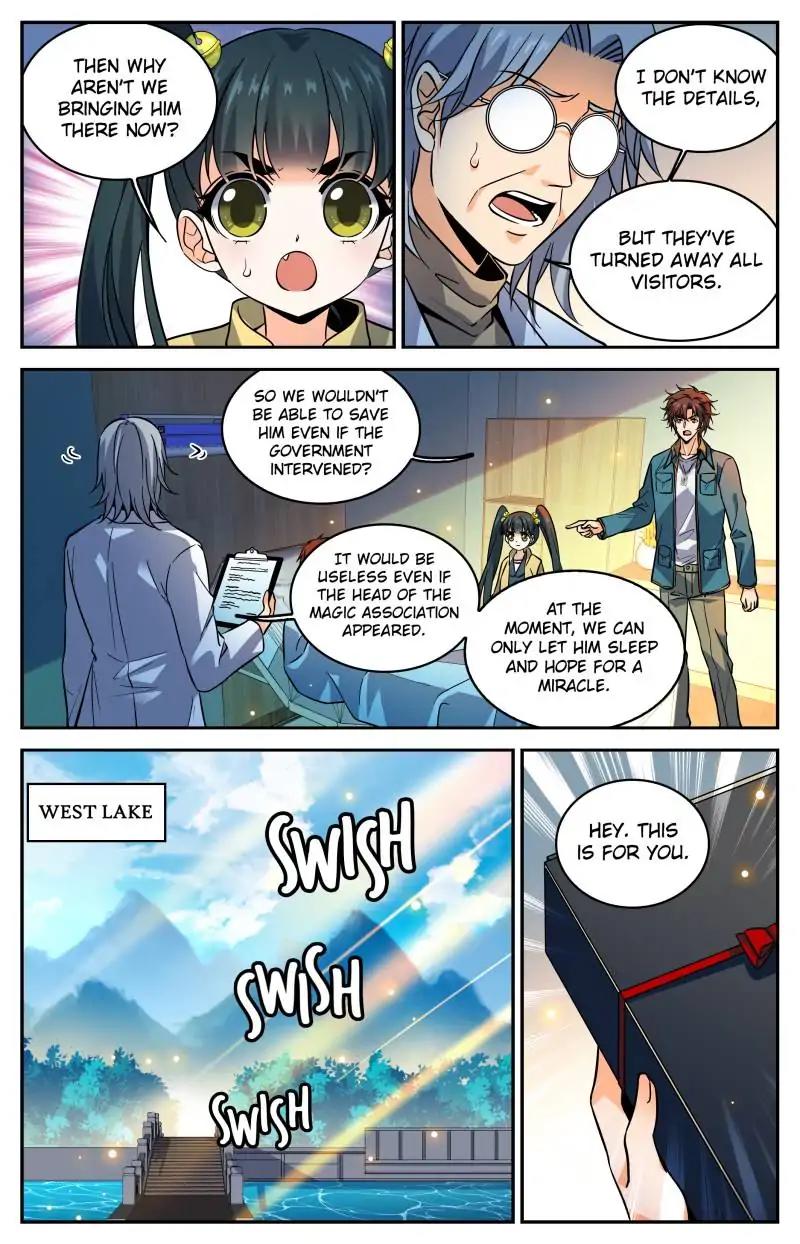 THEN WHY
AREN'T WE
BRINGING HIM
THERE NOW?
I DON'T KNOW
THE DETAILS,
BUT THEY'VE
TURNED AWAY ALL
VISITORS.
SO WE WOULDN'T
BE ABLE TO SAVE
HIM EVEN IF THE
GOVERNMENT
INTERVENED?
IT WOULD BE
USELESS EVEN IF
THE HEAD OF THE
MAGIC ASSOCIATION
APPEARED.
AT THE
MOMENT, WE CAN
ONLY LET HIM SLEEP
AND HOPE FOR A
MIRACLE.
WEST LAKE
SWISH
SWISH
SWISH
HEY. THIS
IS FOR YOU.